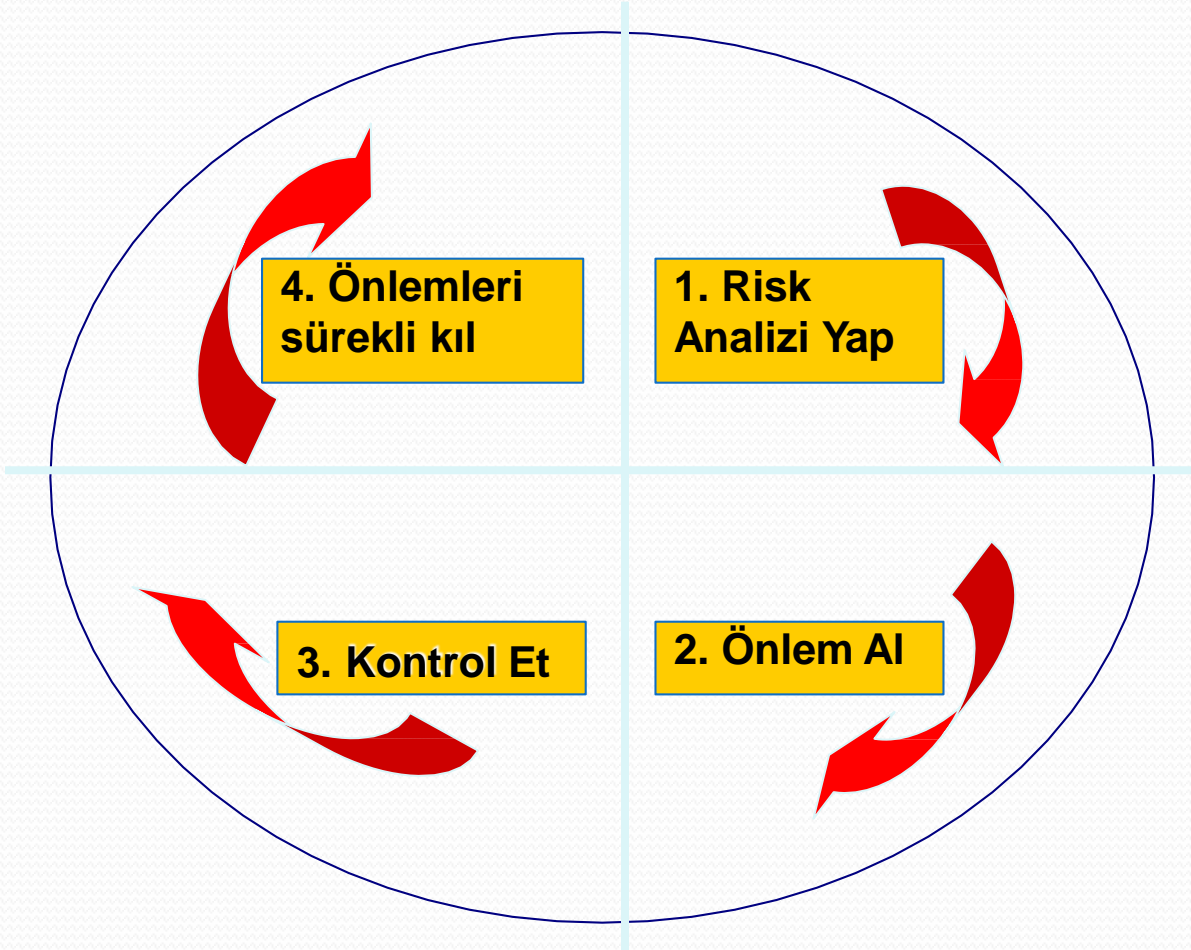 1. Risk
Analizi Yap
2. Önlem Al
3. Kontrol Et
4. Önlemleri
sürekli kıl